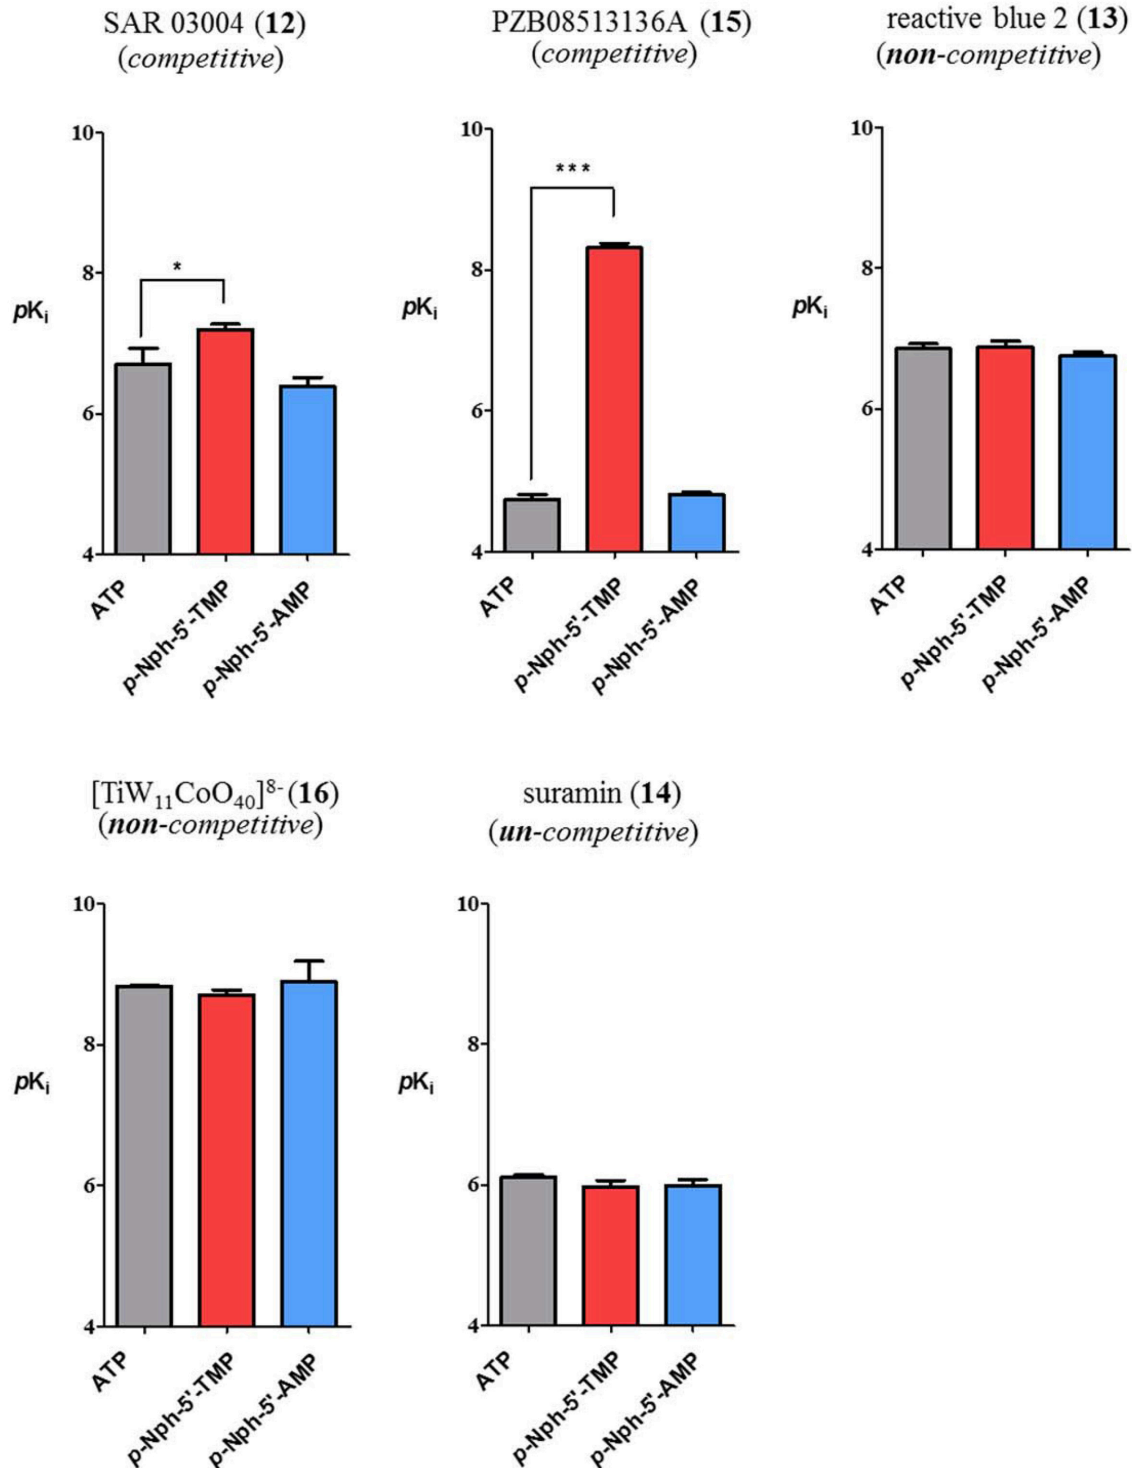 SAR 03004 (12)
(competitive)
10
8
6
4
pKi
*
ATP
p-Nph-5'-TMP
p-Nph-5'-AMP
PZB08513136A (15)
(competitive)
10
8
6
4
pKi
***
ATP
p-Nph-5'-TMP
p-Nph-5'-AMP
reactive blue 2 (13)
(non-competitive)
10
8
6
4
pKi
ATP
p-Nph-5'-TMP
p-Nph-5'-AMP
[TiW₁₁CoO₄₀]⁸⁻ (16)
(non-competitive)
10
8
6
4
pKi
ATP
p-Nph-5'-TMP
p-Nph-5'-AMP
suramin (14)
(un-competitive)
10
8
6
4
pKi
ATP
p-Nph-5'-TMP
p-Nph-5'-AMP